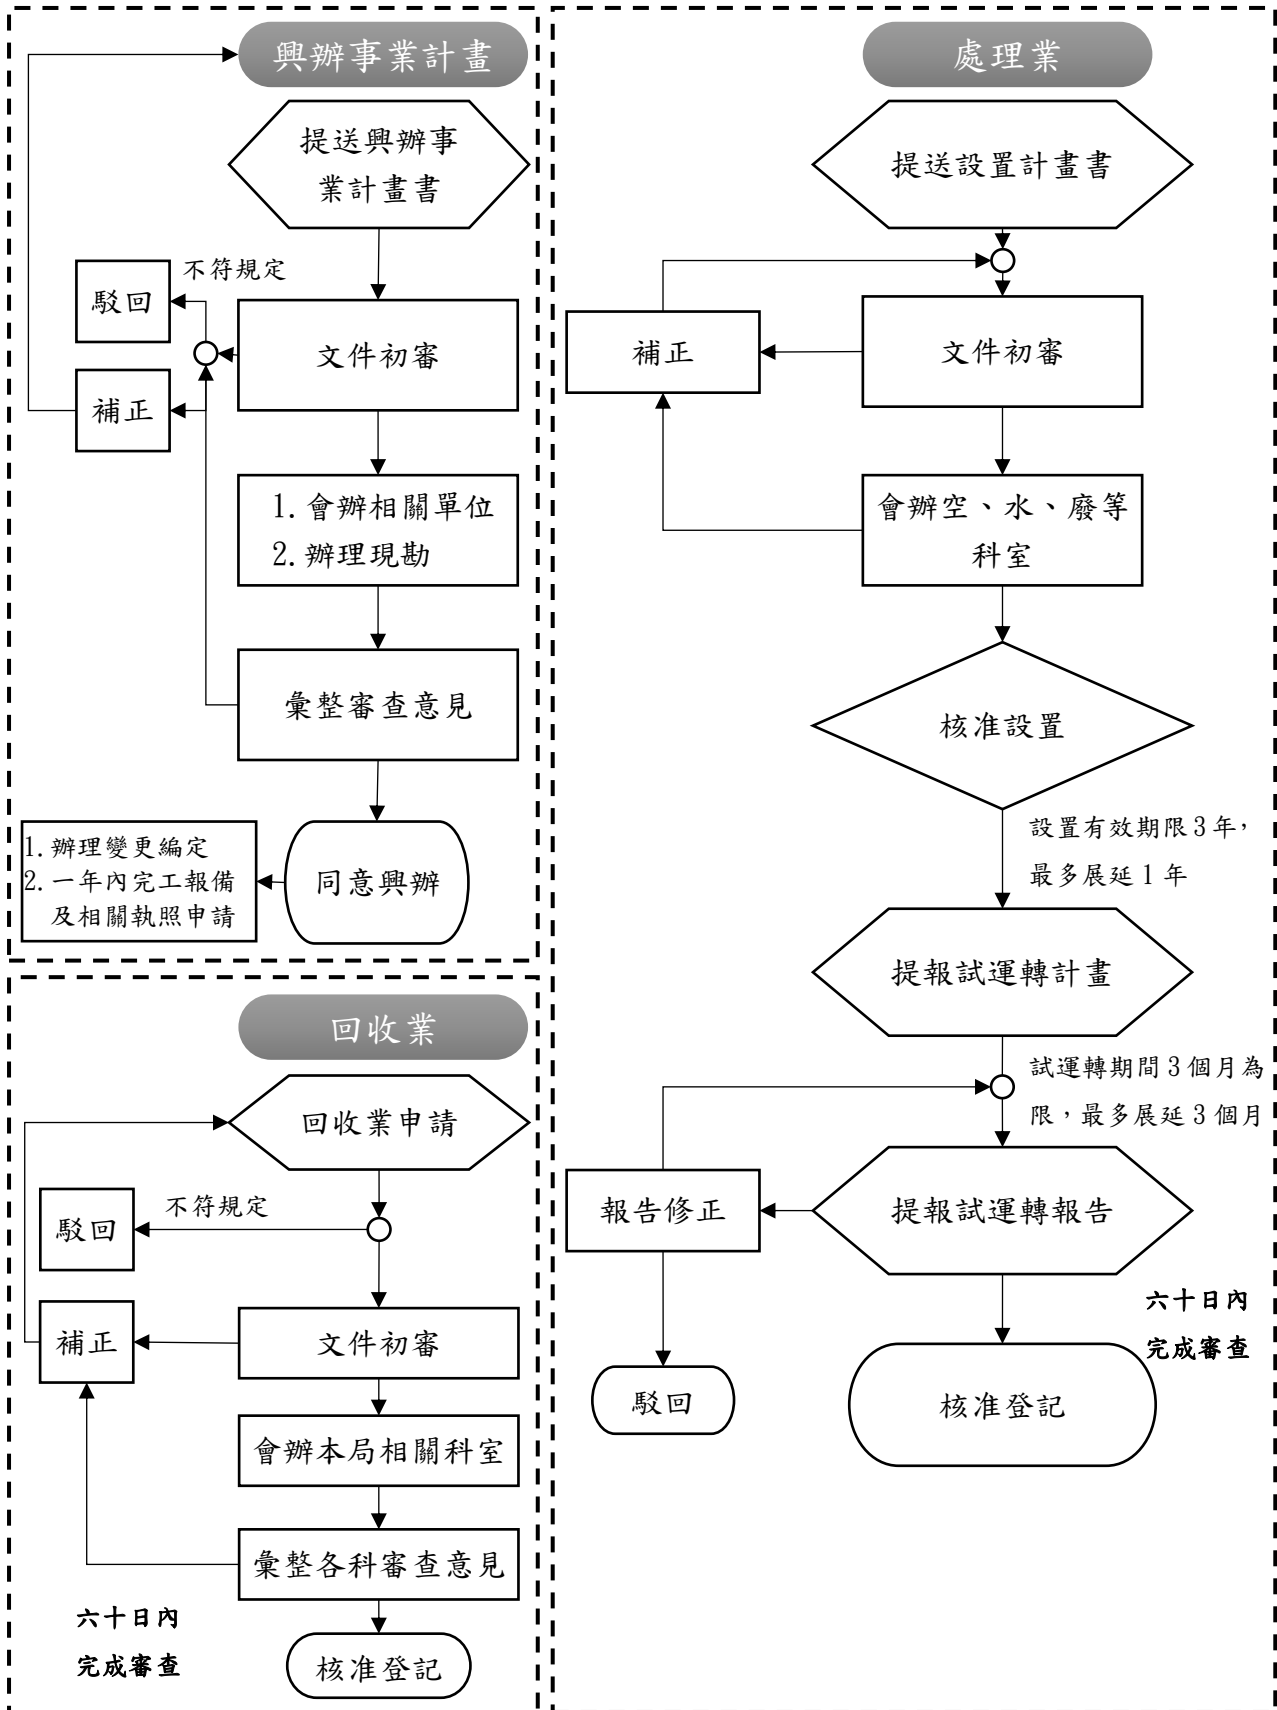 興辦事業計畫
提送興辦事
業計畫書
不符規定
駁回
文件初審
補正
1. 會辦相關單位
2. 辦理現勘
彙整審查意見
同意興辦
1. 辦理變更編定
2. 一年內完工報備
及相關執照申請
回收業
回收業申請
不符規定
駁回
文件初審
補正
會辦本局相關科室
彙整各科審查意見
六十日內
完成審查
核准登記
處理業
提送設置計畫書
文件初審
補正
會辦空、水、廢等
科室
核准設置
設置有效期限3年，
最多展延1年
提報試運轉計畫
試運轉期間3個月為
限，最多展延3個月
提報試運轉報告
報告修正
六十日內
完成審查
駁回
核准登記